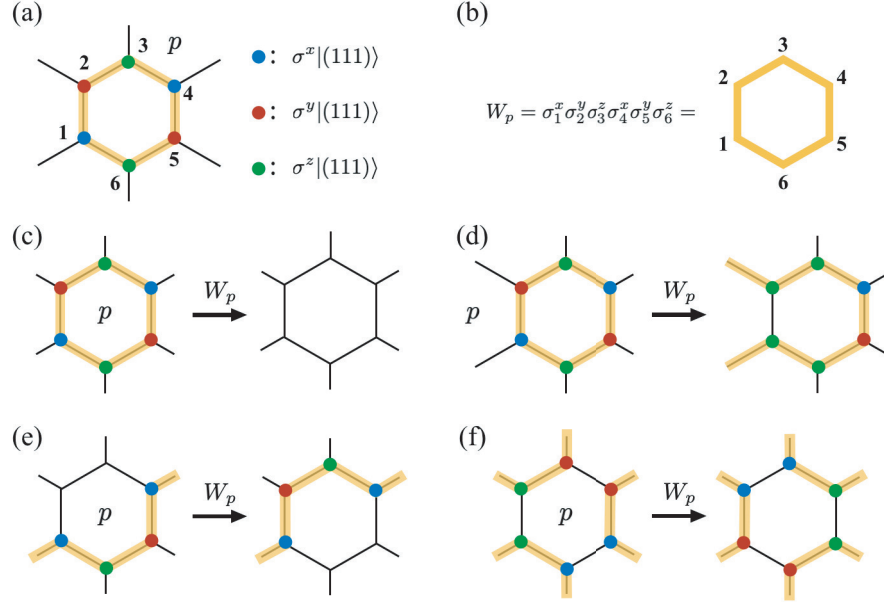 (a)
3
p
2
4
1
5
6
: σ^x|(111)⟩
: σ^y|(111)⟩
: σ^z|(111)⟩
(b)
W_p = σ_1^x σ_2^y σ_3^z σ_4^x σ_5^y σ_6^z =
3
2
4
1
5
6
(c)
p
W_p
(d)
p
W_p
(e)
p
W_p
(f)
p
W_p